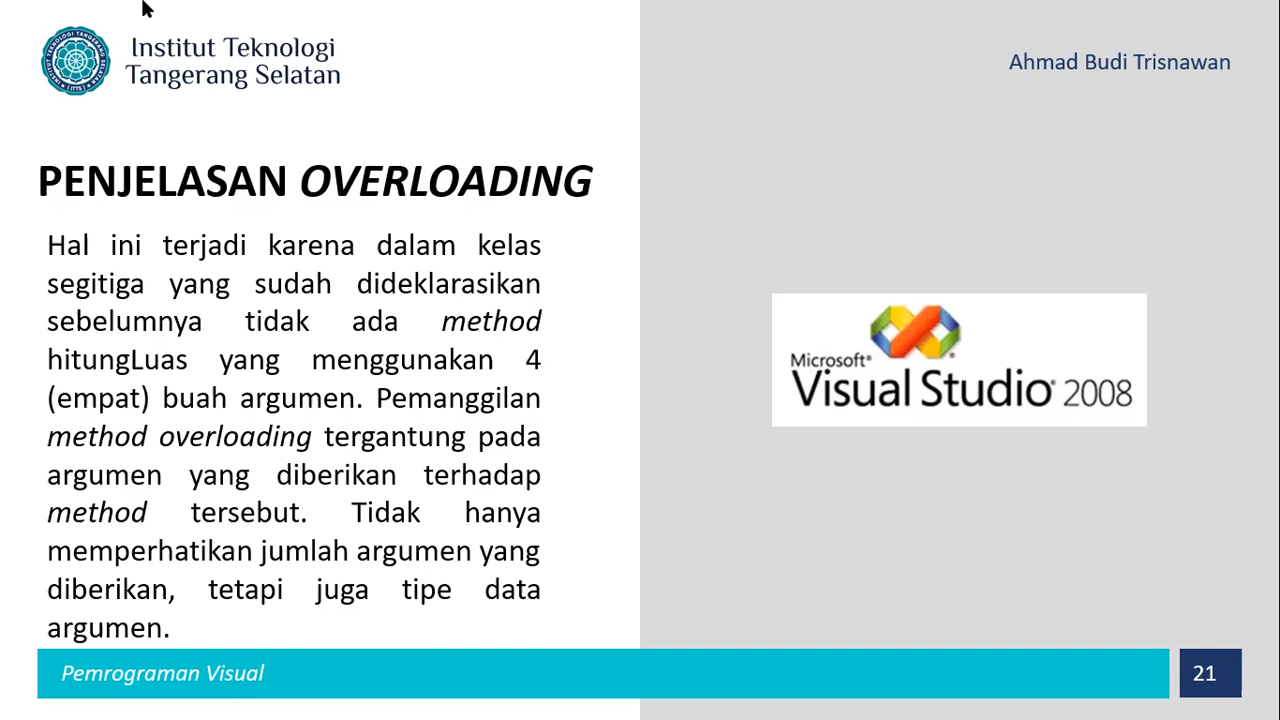 Institut Teknologi
Tangerang Selatan
Ahmad Budi Trisnawan
PENJELASAN OVERLOADING
Hal ini terjadi karena dalam kelas
segitiga yang sudah dideklarasikan
sebelumnya tidak ada method
hitungLuas yang menggunakan 4
(empat) buah argumen. Pemanggilan
method overloading tergantung pada
argumen yang diberikan terhadap
method tersebut. Tidak hanya
memperhatikan jumlah argumen yang
diberikan, tetapi juga tipe data
argumen.
Microsoft®
Visual Studio® 2008
Pemrograman Visual
21